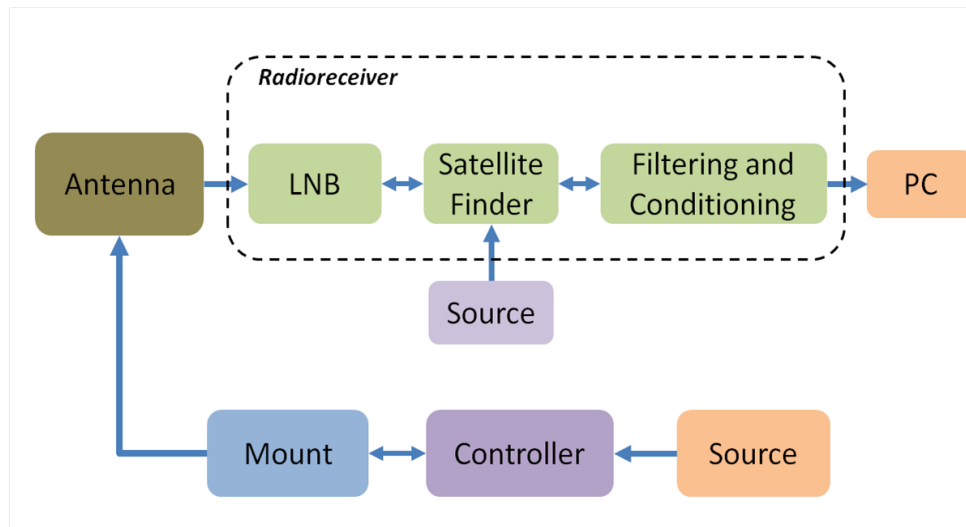 Radioreceiver
Antenna
LNB
Satellite
Finder
Filtering and
Conditioning
PC
Source
Mount
Controller
Source